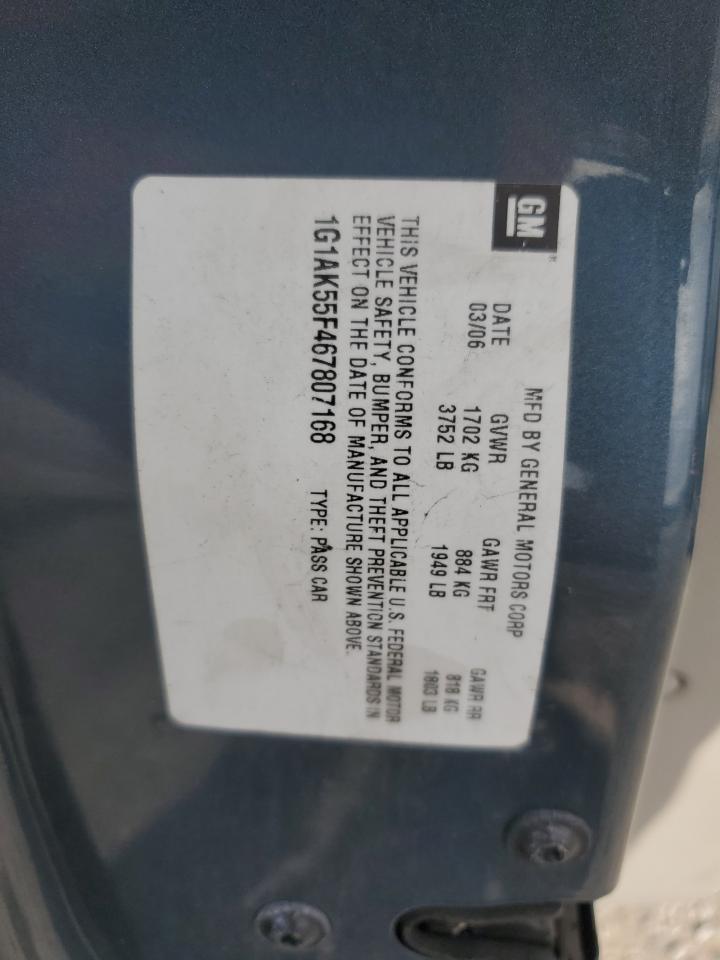 GM®
MFD BY GENERAL MOTORS CORP
DATE GVWR GAWR FRT GAWR RR
03/06 1702 KG 884 KG 818 KG
3752 LB 1949 LB 1803 LB
THIS VEHICLE CONFORMS TO ALL APPLICABLE U.S. FEDERAL MOTOR
VEHICLE SAFETY, BUMPER, AND THEFT PREVENTION STANDARDS IN
EFFECT ON THE DATE OF MANUFACTURE SHOWN ABOVE.
1G1AK55F467807168 TYPE: PASS CAR